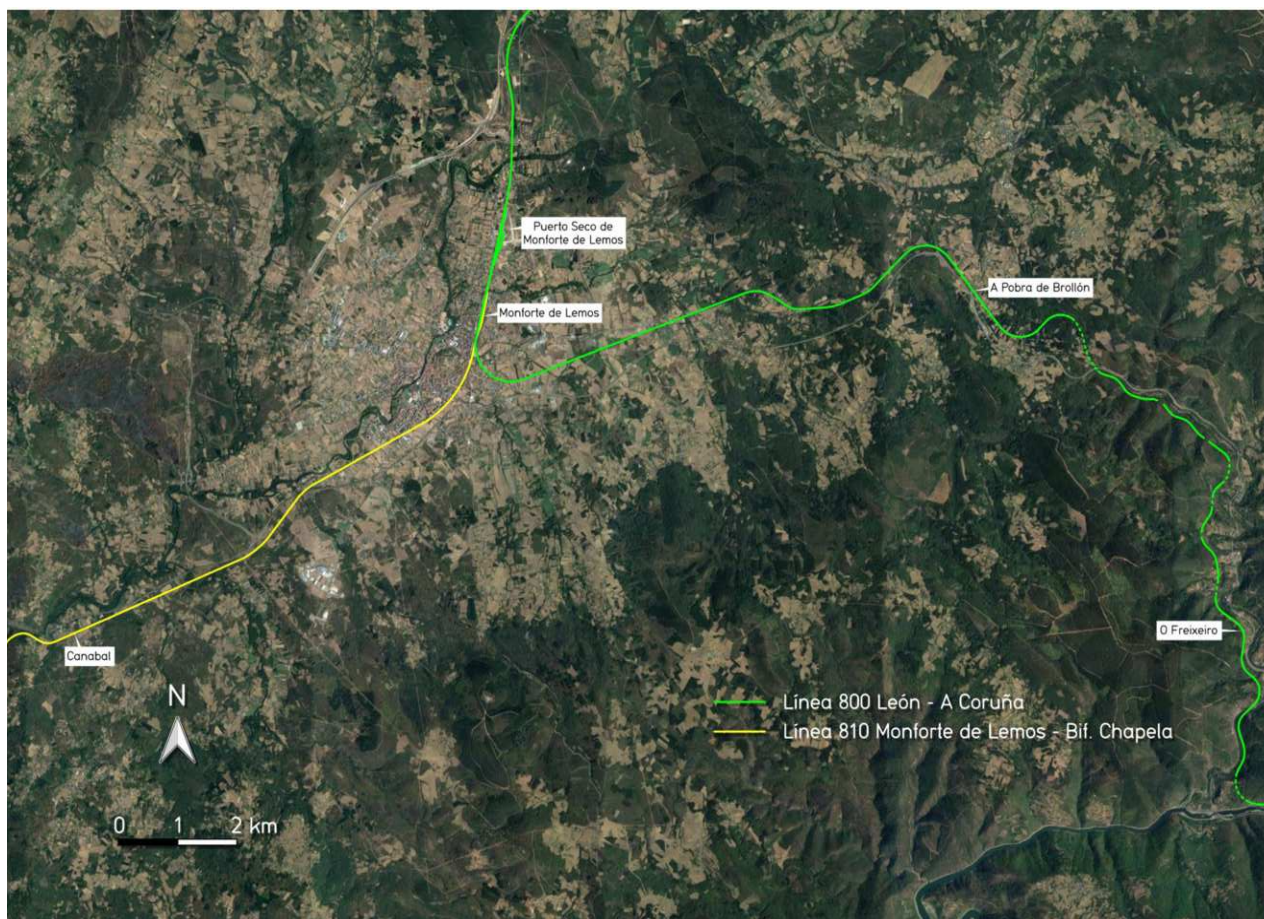 Puerto Seco de
Monforte de Lemos
Monforte de Lemos
A Pobra de Brollón
O Freixeiro
Canabal
N
Línea 800 León - A Coruña
Línea 810 Monforte de Lemos - Bif. Chapela
0 1 2 km